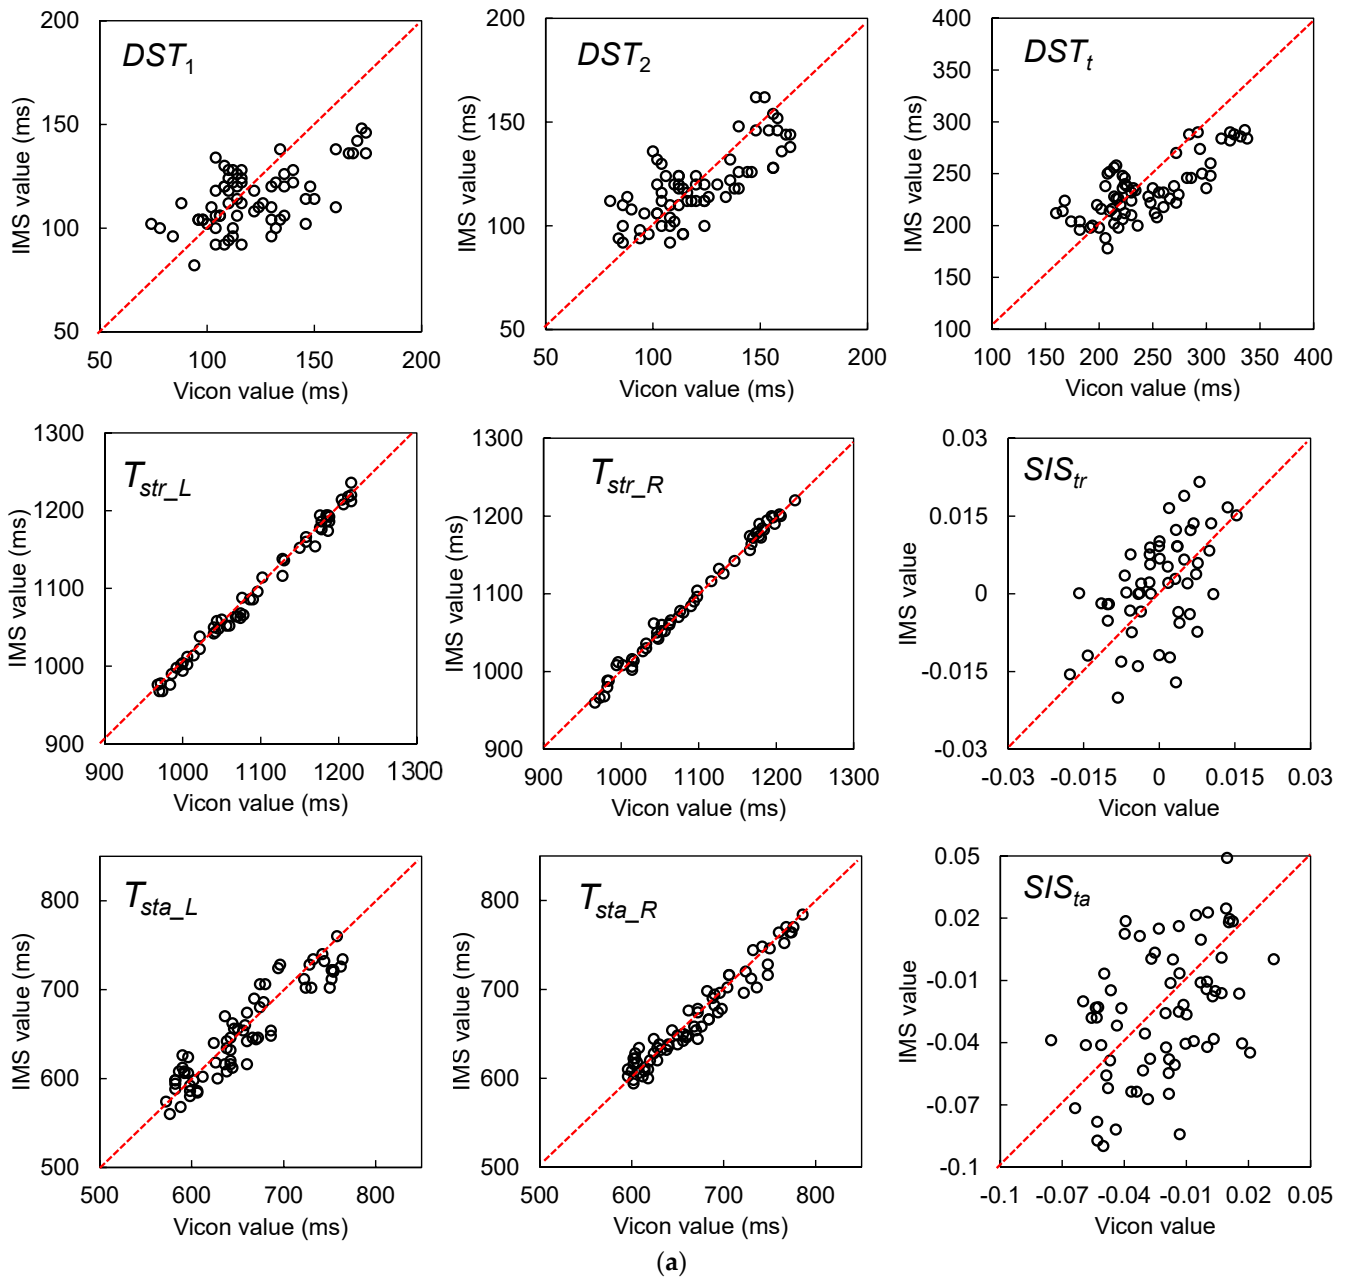 DST1
IMS value (ms)
200
150
100
50
50 100 150 200
Vicon value (ms)
DST2
IMS value (ms)
200
150
100
50
50 100 150 200
Vicon value (ms)
DSTt
IMS value (ms)
400
350
300
250
200
150
100
100 150 200 250 300 350 400
Vicon value (ms)
Tstr_L
IMS value (ms)
1300
1200
1100
1000
900
900 1000 1100 1200 1300
Vicon value (ms)
Tstr_R
IMS value (ms)
1300
1200
1100
1000
900
900 1000 1100 1200 1300
Vicon value (ms)
SIStr
IMS value
0.03
0.015
0
-0.015
-0.03
-0.03 -0.015 0 0.015 0.03
Vicon value
Tsta_L
IMS value (ms)
800
700
600
500
500 600 700 800
Vicon value (ms)
Tsta_R
IMS value (ms)
800
700
600
500
500 600 700 800
Vicon value (ms)
SISta
IMS value
0.05
0.02
-0.01
-0.04
-0.07
-0.1
-0.1 -0.07 -0.04 -0.01 0.02 0.05
Vicon value
(a)